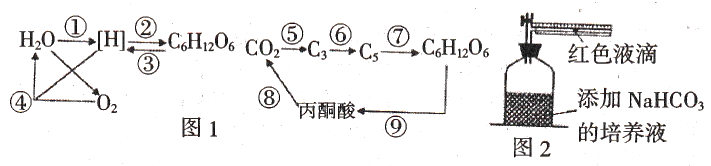 H₂O ① [H] ② ③ C₆H₁₂O₆
④ O₂
图1
CO₂ ⑤ C₃ ⑥ C₅ ⑦ C₆H₁₂O₆
⑧ 丙酮酸 ⑨
红色液滴
添加 NaHCO₃
的培养液
图2